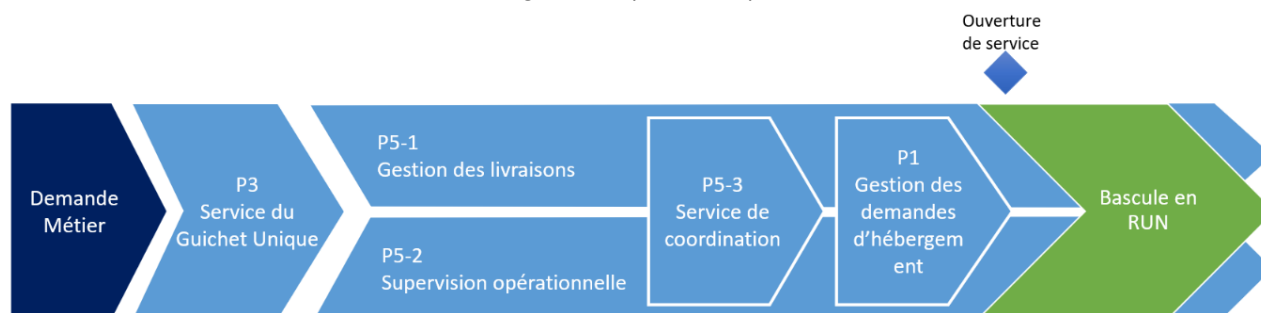 Ouverture
de service
Demande
Métier
P3
Service du
Guichet Unique
P5-1
Gestion des livraisons
P5-2
Supervision opérationnelle
P5-3
Service de
coordination
P1
Gestion des
demandes
d'hébergem
ent
Bascule en
RUN